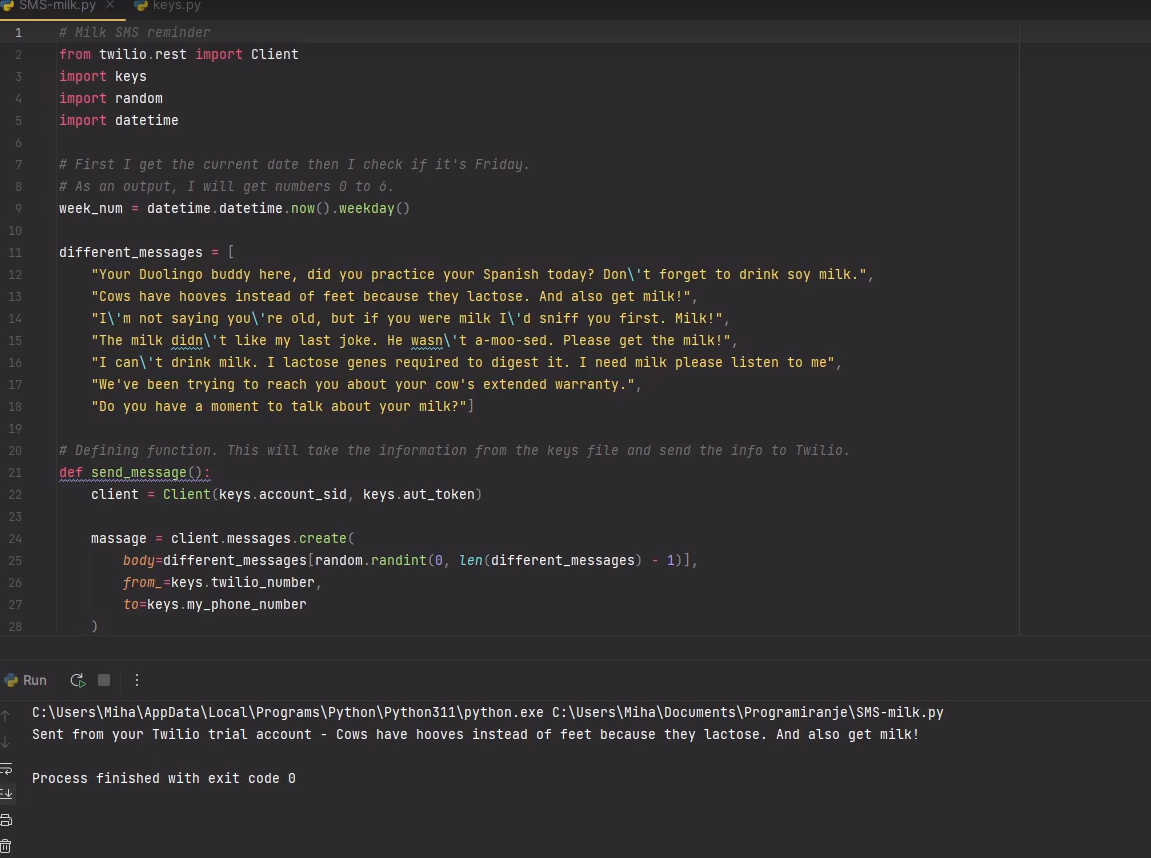 SMS-milk.py × keys.py
1 # Milk SMS reminder
2 from twilio.rest import Client
3 import keys
4 import random
5 import datetime
6
7 # First I get the current date then I check if it's Friday.
8 # As an output, I will get numbers 0 to 6.
9 week_num = datetime.datetime.now().weekday()
10
11 different_messages = [
12 "Your Duolingo buddy here, did you practice your Spanish today? Don\'t forget to drink soy milk.",
13 "Cows have hooves instead of feet because they lactose. And also get milk!",
14 "I\'m not saying you\'re old, but if you were milk I\'d sniff you first. Milk!",
15 "The milk didn\'t like my last joke. He wasn\'t a-moo-sed. Please get the milk!",
16 "I can\'t drink milk. I lactose genes required to digest it. I need milk please listen to me",
17 "We've been trying to reach you about your cow's extended warranty.",
18 "Do you have a moment to talk about your milk?"]
19
20 # Defining function. This will take the information from the keys file and send the info to Twilio.
21 def send_message():
22 client = Client(keys.account_sid, keys.aut_token)
23
24 massage = client.messages.create(
25 body=different_messages[random.randint(0, len(different_messages) - 1)],
26 from_=keys.twilio_number,
27 to=keys.my_phone_number
28 )
Run
C:\Users\Miha\AppData\Local\Programs\Python\Python311\python.exe C:\Users\Miha\Documents\Programiranje\SMS-milk.py
Sent from your Twilio trial account - Cows have hooves instead of feet because they lactose. And also get milk!
Process finished with exit code 0